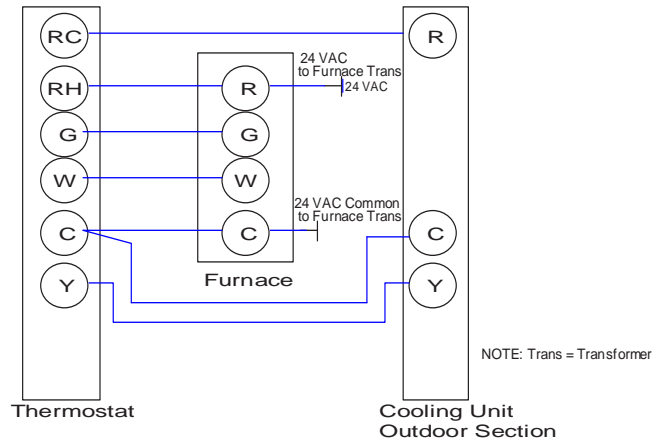 RC
R
24 VAC
to Furnace Trans
RH
R
24 VAC
G
G
W
W
24 VAC Common
to Furnace Trans
C
C
C
Y
Furnace
Y
NOTE: Trans = Transformer
Thermostat
Cooling Unit
Outdoor Section